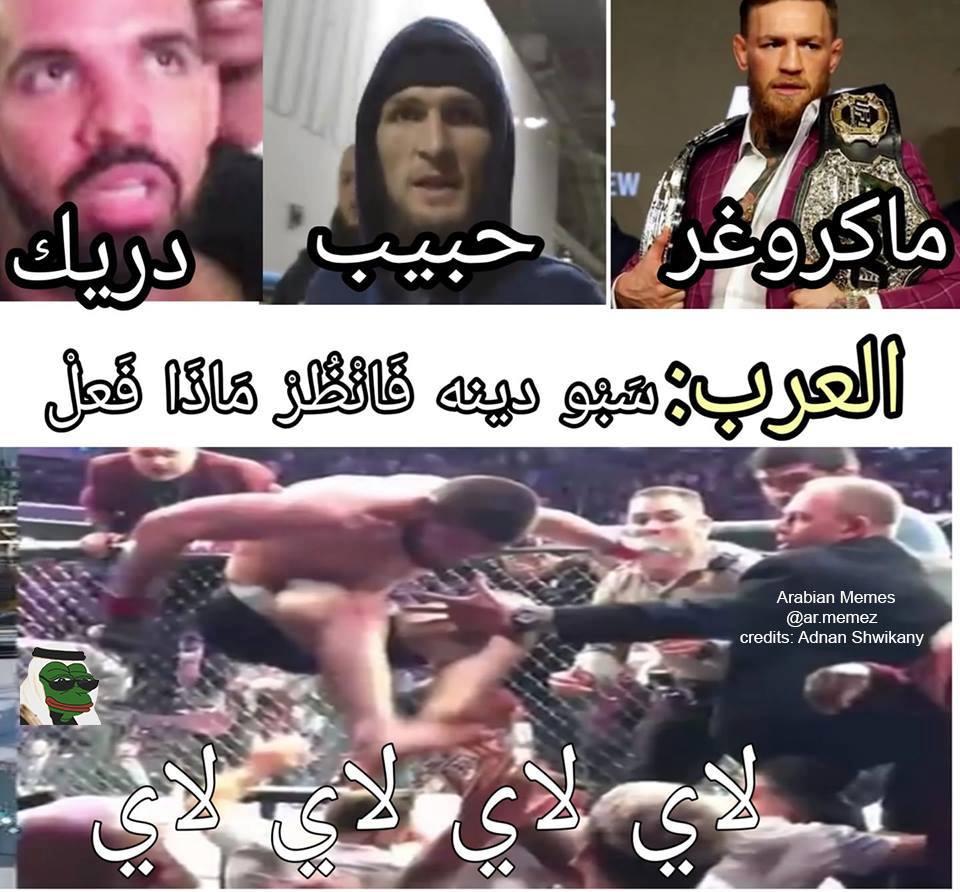 ماكروغر
حبيب
دريك
EW
العرب: سَبْو دينه فَانْظُرْ مَاذَا فَعلْ
Arabian Memes
@ar.memez
credits: Adnan Shwikany
لاي لاي لاي لاي